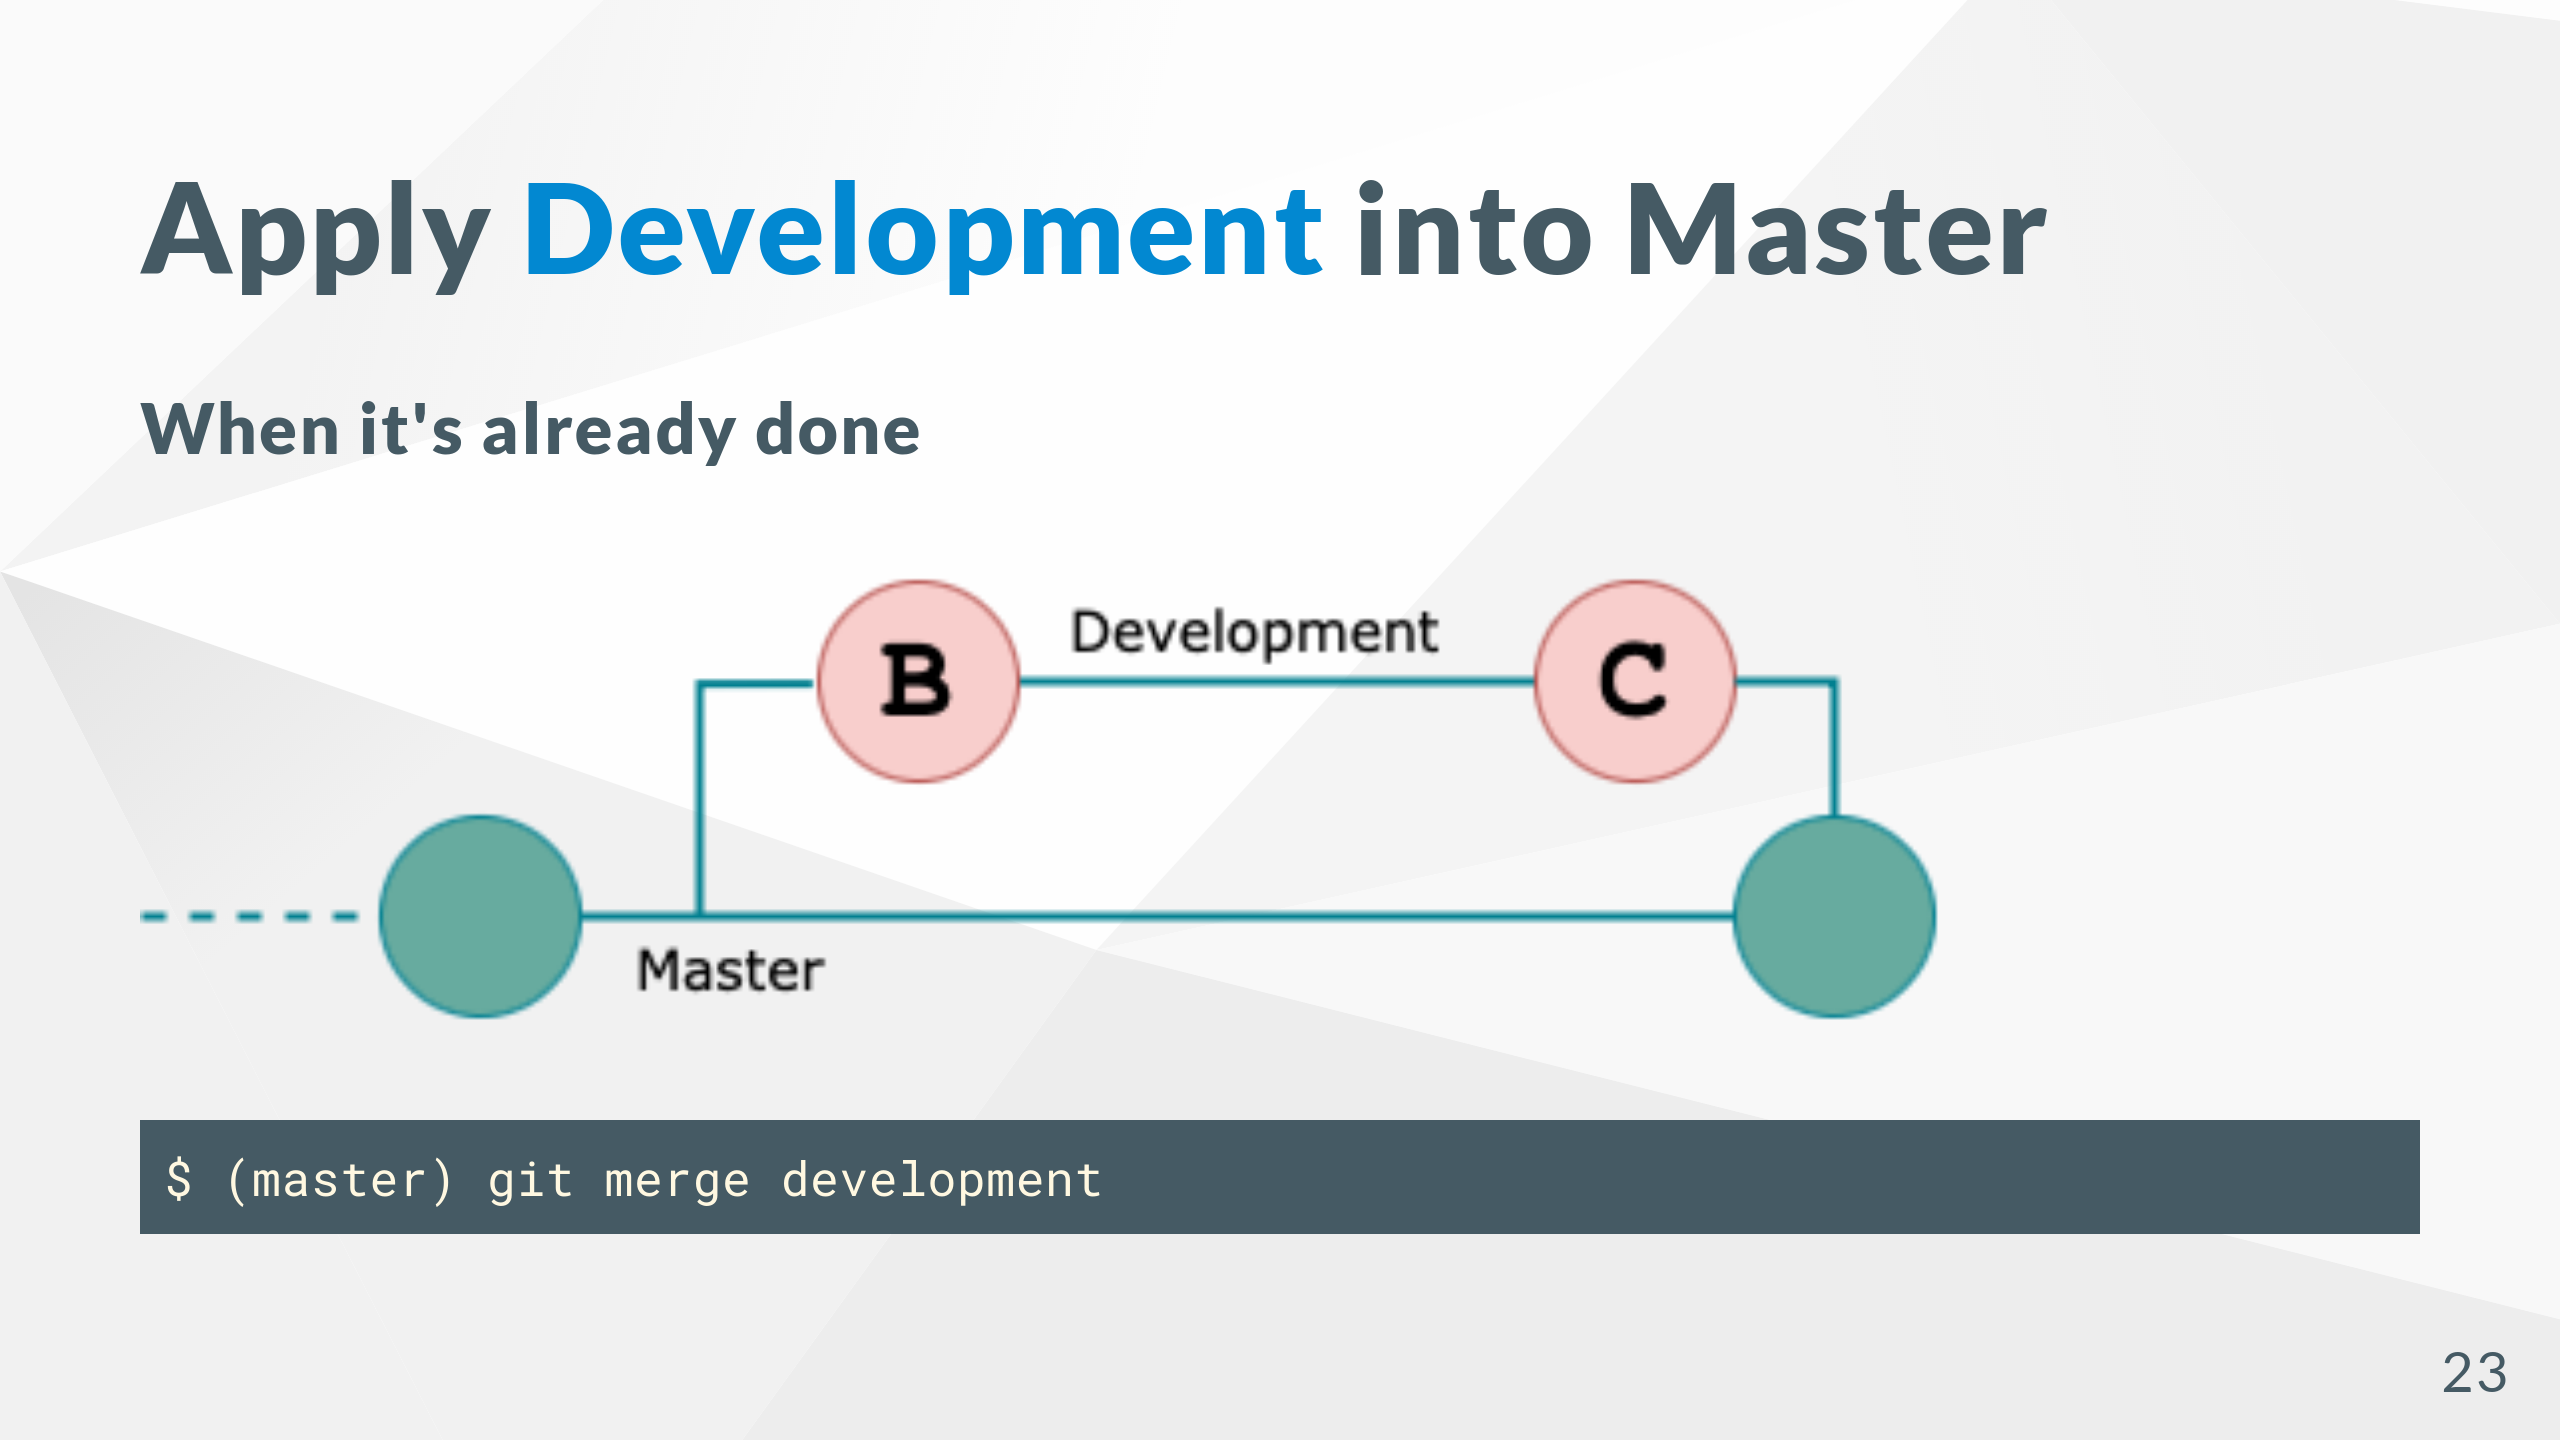 Apply Development into Master
When it's already done
B
Development
C
Master
$ (master) git merge development
23